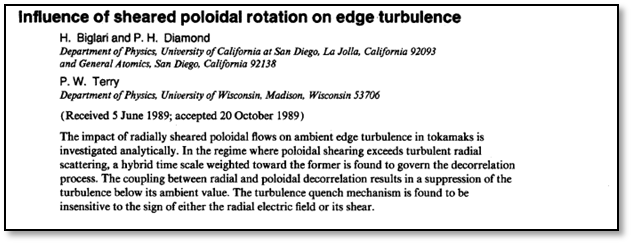 Influence of sheared poloidal rotation on edge turbulence
H. Biglari and P. H. Diamond
Department of Physics, University of California at San Diego, La Jolla, California 92093
and General Atomics, San Diego, California 92138
P. W. Terry
Department of Physics, University of Wisconsin, Madison, Wisconsin 53706
(Received 5 June 1989; accepted 20 October 1989)
The impact of radially sheared poloidal flows on ambient edge turbulence in tokamaks is
investigated analytically. In the regime where poloidal shearing exceeds turbulent radial
scattering, a hybrid time scale weighted toward the former is found to govern the decorrelation
process. The coupling between radial and poloidal decorrelation results in a suppression of the
turbulence below its ambient value. The turbulence quench mechanism is found to be
insensitive to the sign of either the radial electric field or its shear.